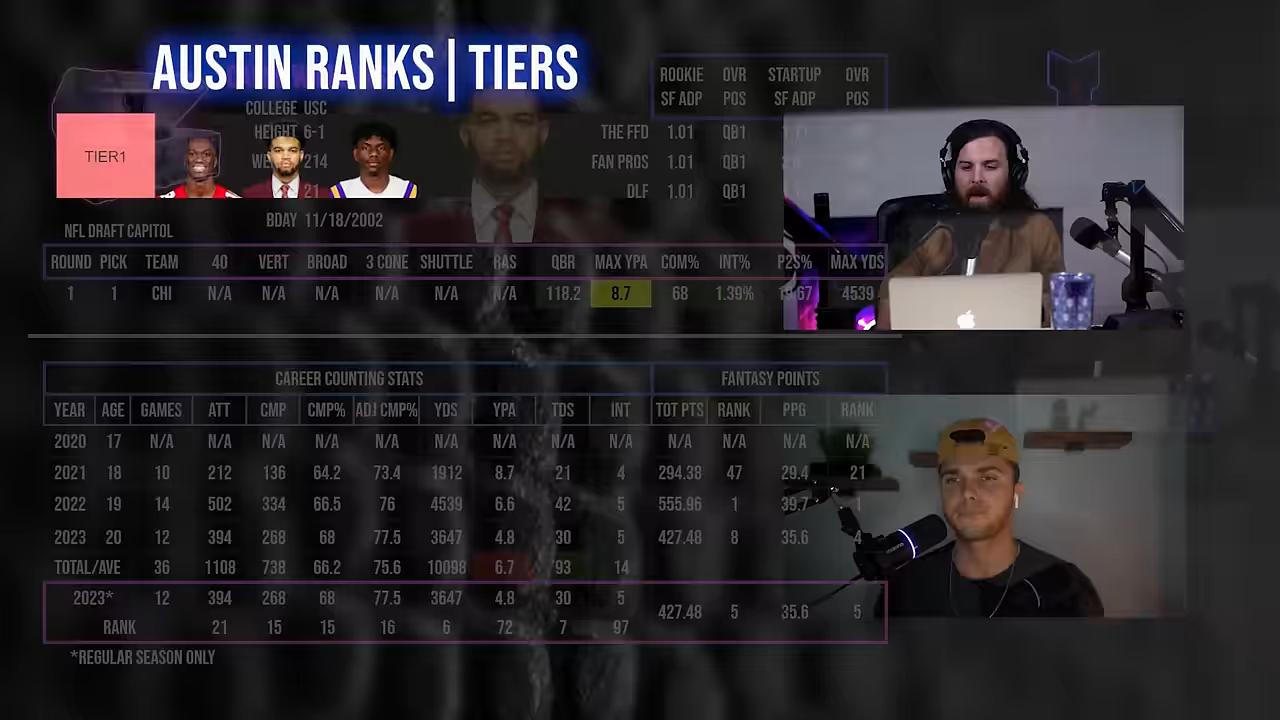 AUSTIN RANKS | TIERS
COLLEGE USC
HEIGHT 6-1
214
21
BDAY 11/18/2002
TIER1
ROOKIE OVR STARTUP OVR
SF ADP POS SF ADP POS
THE FFD 1.01 QB1
FAN PROS 1.01 QB1
DLF 1.01 QB1
NFL DRAFT CAPITOL
ROUND PICK TEAM 40 VERT BROAD 3 CONE SHUTTLE RAS QBR MAX YPA COM% INT% P2S% MAX YDS
1 1 CHI N/A N/A N/A N/A N/A N/A 118.2 8.7 68 1.39% 19.67 4539
CAREER COUNTING STATS FANTASY POINTS
YEAR AGE GAMES ATT CMP CMP% ADJ CMP% YDS YPA TDS INT TOT PTS RANK PPG RANK
2020 17 N/A N/A N/A N/A N/A N/A N/A N/A N/A N/A N/A N/A N/A
2021 18 10 212 136 64.2 73.4 1912 8.7 21 4 294.38 47 29.4 21
2022 19 14 502 334 66.5 76 4539 6.6 42 5 555.96 1 39.7 1
2023 20 12 394 268 68 77.5 3647 4.8 30 5 427.48 8 35.6 4
TOTAL/AVE 36 1108 738 66.2 75.6 10098 6.7 93 14
2023* 12 394 268 68 77.5 3647 4.8 30 5 427.48 5 35.6 5
RANK 21 15 15 16 6 72 7 97
*REGULAR SEASON ONLY